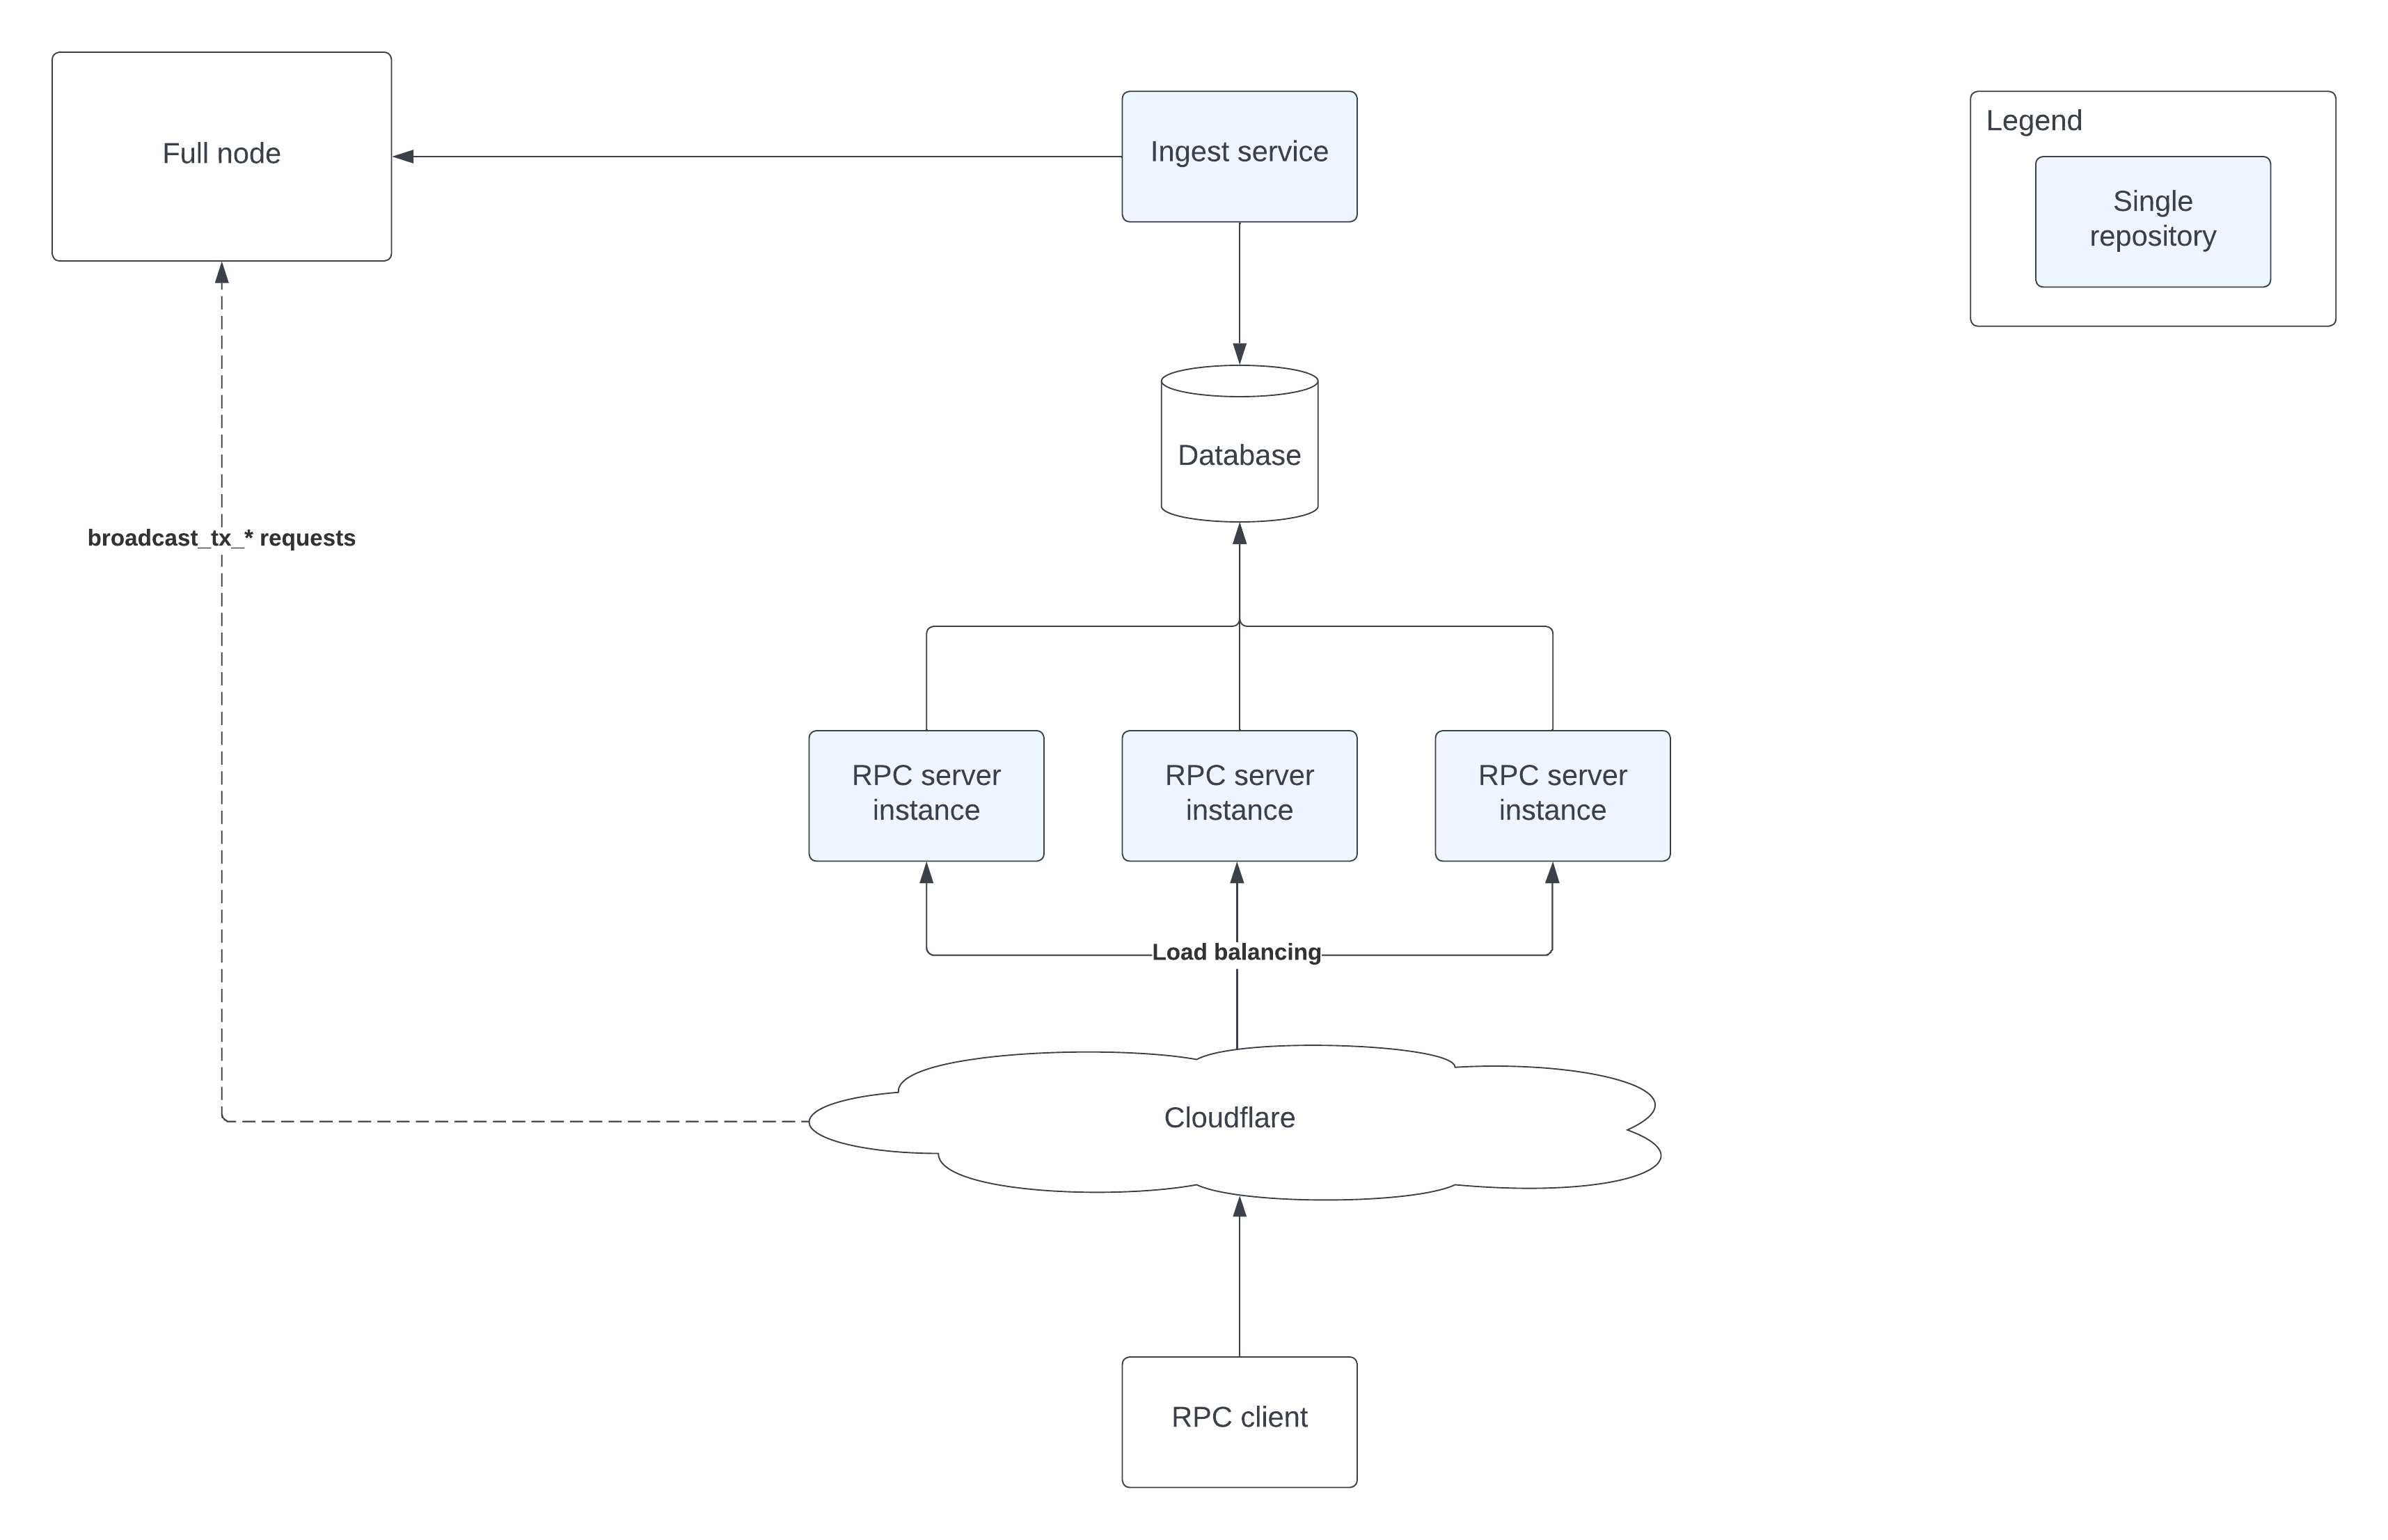 Full node
Ingest service
Legend
Single
repository
Database
broadcast_tx_* requests
RPC server
instance
RPC server
instance
RPC server
instance
Load balancing
Cloudflare
RPC client